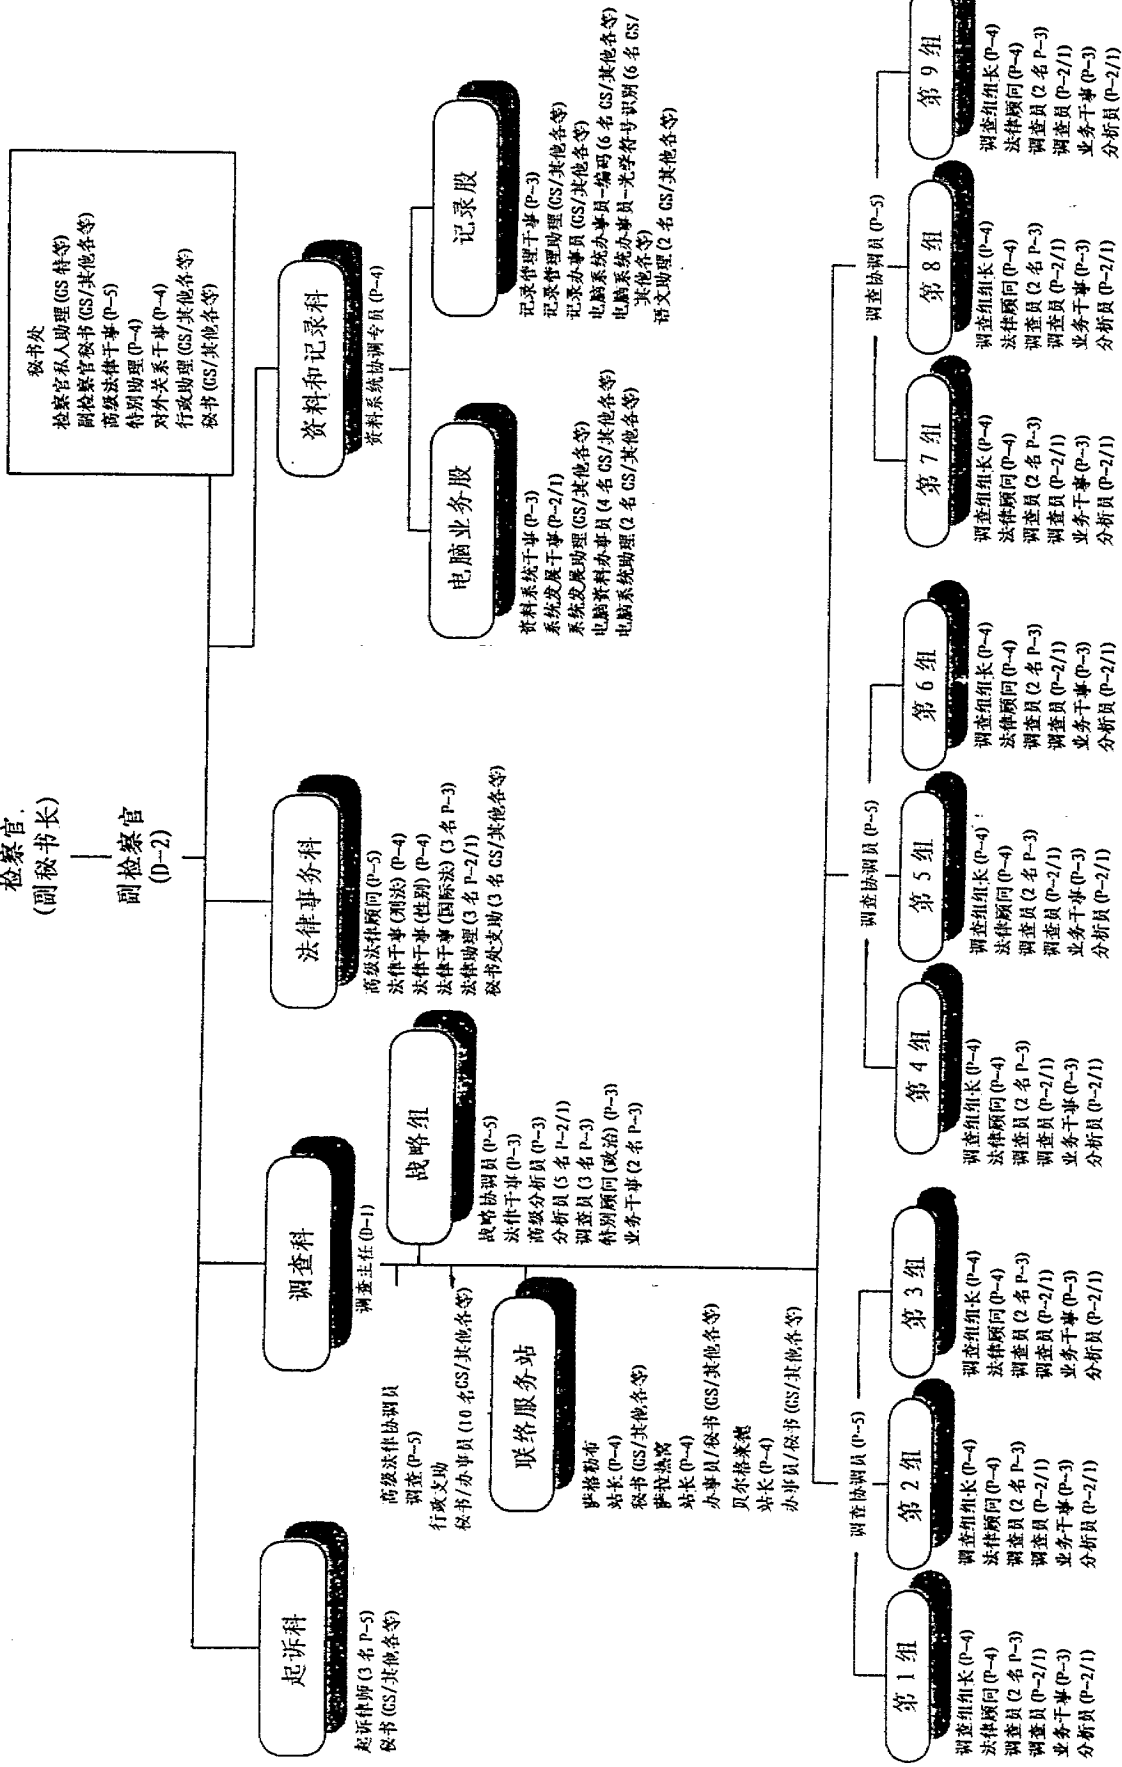 检察官
(副秘书长)
副检察官
(D-2)
秘书处
检察官私人助理(GS特等)
副检察官秘书(GS/其他各等)
高级法律干事(P-5)
特别助理(P-4)
对外关系干事(P-4)
行政助理(GS/其他各等)
秘书(GS/其他各等)
起诉科
起诉律师(3名P-5)
秘书(GS/其他各等)
调查科
调查主任(D-1)
高级法律协调员
调查(P-5)
行政支助
秘书/办事员(10名GS/其他各等)
战略组
战略协调员(P-5)
法律干事(P-3)
高级分析员(P-3)
分析员(5名P-2/1)
调查员(3名P-3)
特别顾问(政治)(P-3)
业务干事(2名P-3)
联络服务站
萨格勒布
站长(P-4)
秘书(GS/其他各等)
萨拉热窝
站长(P-4)
办事员/秘书(GS/其他各等)
贝尔格莱德
站长(P-4)
办事员/秘书(GS/其他各等)
法律事务科
高级法律顾问(P-5)
法律干事(刑法)(P-4)
法律干事(性别)(P-4)
法律干事(国际法)(3名P-3)
法律助理(3名P-2/1)
秘书处支助(3名GS/其他各等)
资料和记录科
资料系统协调专员(P-4)
电脑业务股
资料系统干事(P-3)
系统发展干事(P-2/1)
系统发展助理(GS/其他各等)
电脑资料办事员(4名GS/其他各等)
电脑系统助理(2名GS/其他各等)
记录股
记录管理干事(P-3)
记录管理助理(GS/其他各等)
记录办事员(GS/其他各等)
电脑系统办事员-编码(6名GS/其他各等)
电脑系统办事员-光学符号识别(6名GS/
其他各等)
语文助理(2名GS/其他各等)
调查协调员(P-5)
第1组
调查组组长(P-4)
法律顾问(P-4)
调查员(2名P-3)
调查员(P-2/1)
业务干事(P-3)
分析员(P-2/1)
第2组
调查组组长(P-4)
法律顾问(P-4)
调查员(2名P-3)
调查员(P-2/1)
业务干事(P-3)
分析员(P-2/1)
第3组
调查组组长(P-4)
法律顾问(P-4)
调查员(2名P-3)
调查员(P-2/1)
业务干事(P-3)
分析员(P-2/1)
调查协调员(P-5)
第4组
调查组组长(P-4)
法律顾问(P-4)
调查员(2名P-3)
调查员(P-2/1)
业务干事(P-3)
分析员(P-2/1)
第5组
调查组组长(P-4)
法律顾问(P-4)
调查员(2名P-3)
调查员(P-2/1)
业务干事(P-3)
分析员(P-2/1)
第6组
调查组组长(P-4)
法律顾问(P-4)
调查员(2名P-3)
调查员(P-2/1)
业务干事(P-3)
分析员(P-2/1)
调查协调员(P-5)
第7组
调查组组长(P-4)
法律顾问(P-4)
调查员(2名P-3)
调查员(P-2/1)
业务干事(P-3)
分析员(P-2/1)
第8组
调查组组长(P-4)
法律顾问(P-4)
调查员(2名P-3)
调查员(P-2/1)
业务干事(P-3)
分析员(P-2/1)
第9组
调查组组长(P-4)
法律顾问(P-4)
调查员(2名P-3)
调查员(P-2/1)
业务干事(P-3)
分析员(P-2/1)